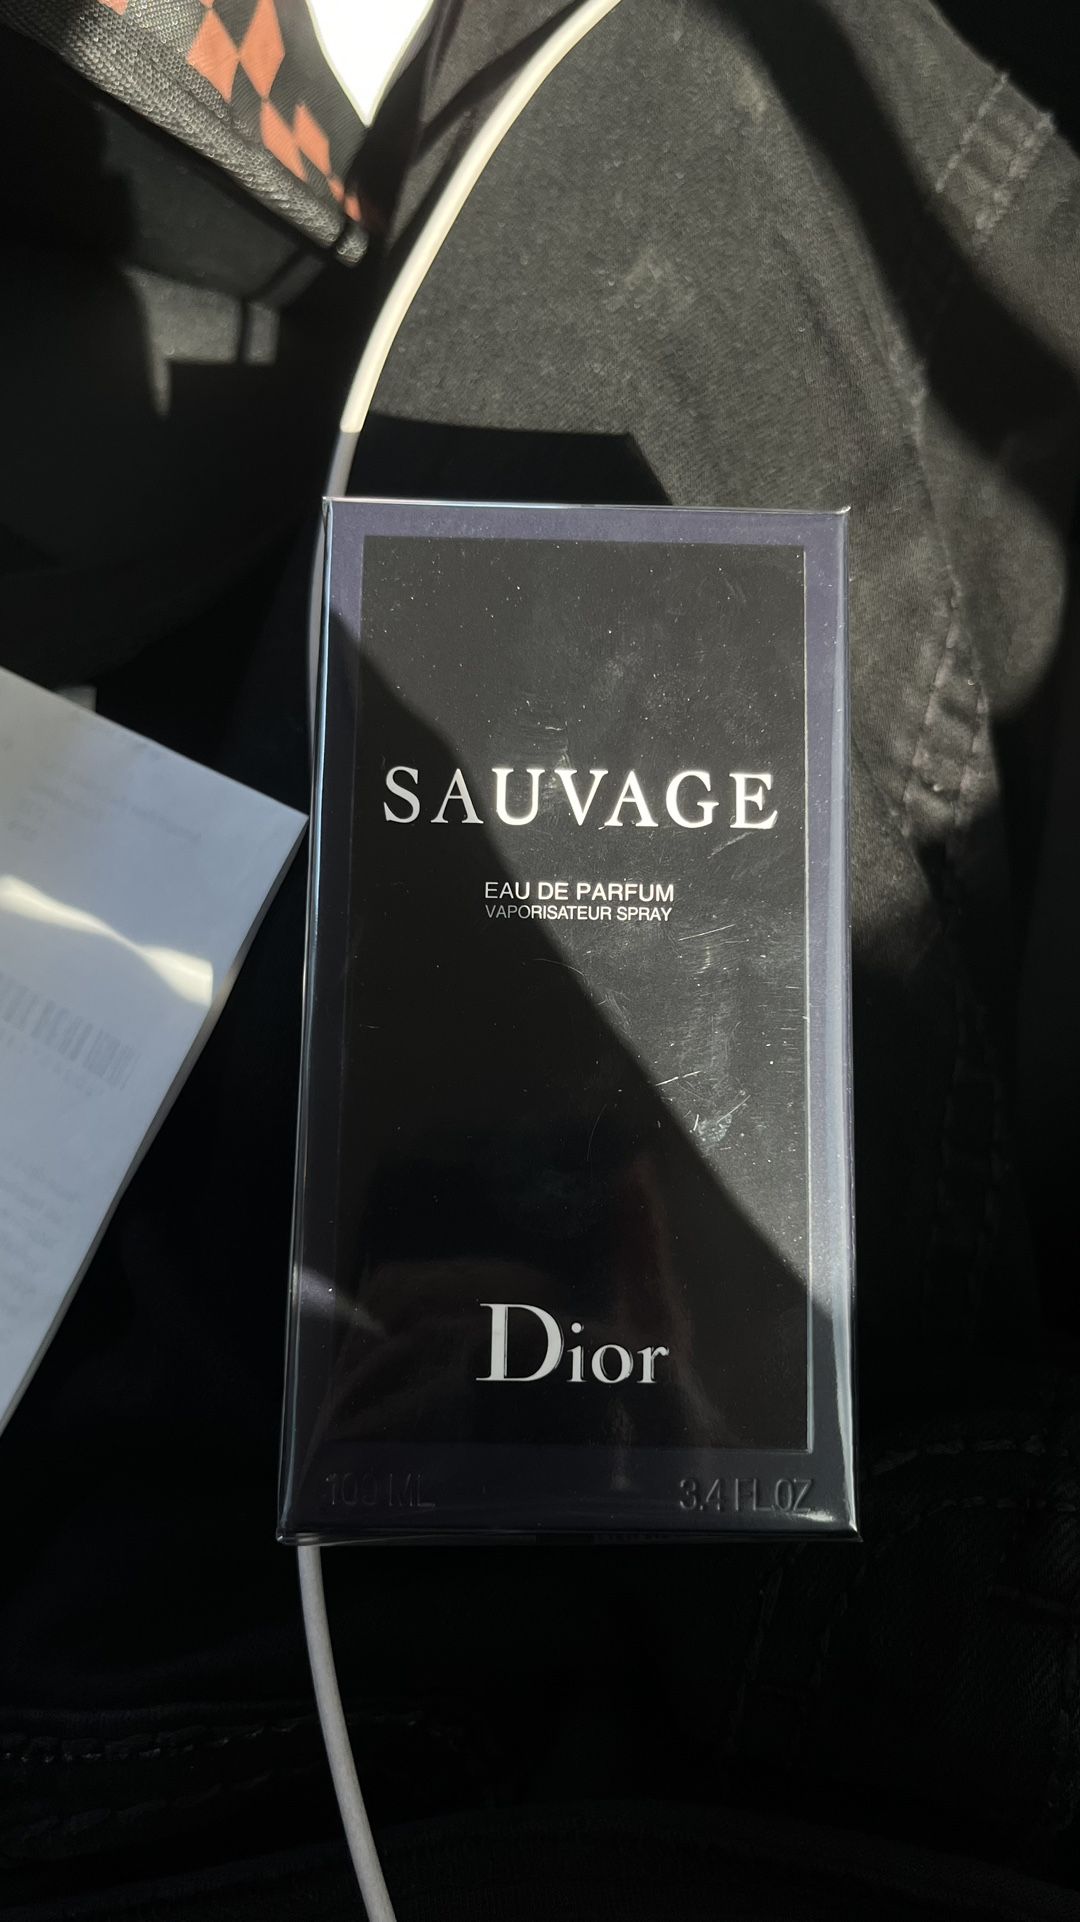 SAUVAGE
EAU DE PARFUM
VAPORISATEUR SPRAY
Dior
100 ML
3.4 FL.OZ